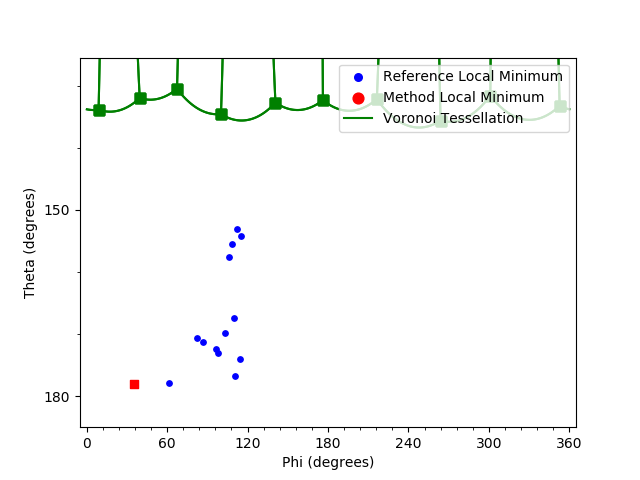 Reference Local Minimum
Method Local Minimum
Voronoi Tessellation
150
180
Theta (degrees)
0
60
120
180
240
300
360
Phi (degrees)